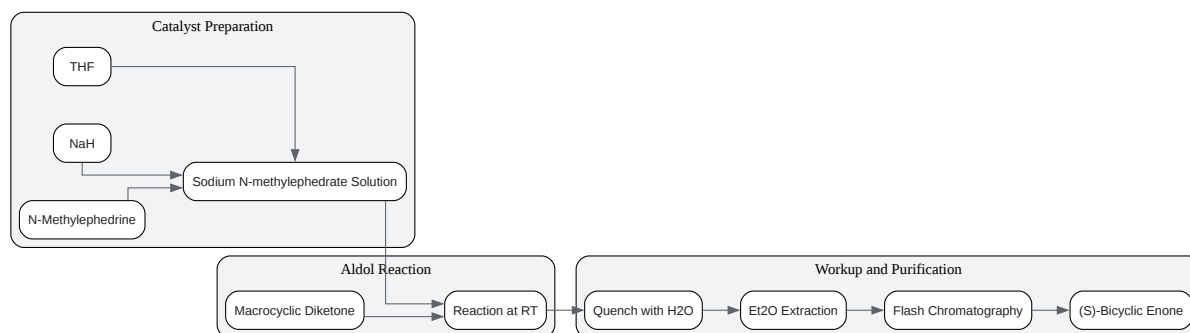 Catalyst Preparation
THF
NaH
Sodium N-methylephedrate Solution
N-Methylephedrine
Aldol Reaction
Macrocyclic Diketone
Reaction at RT
Workup and Purification
Quench with H2O
Et2O Extraction
Flash Chromatography
(S)-Bicyclic Enone